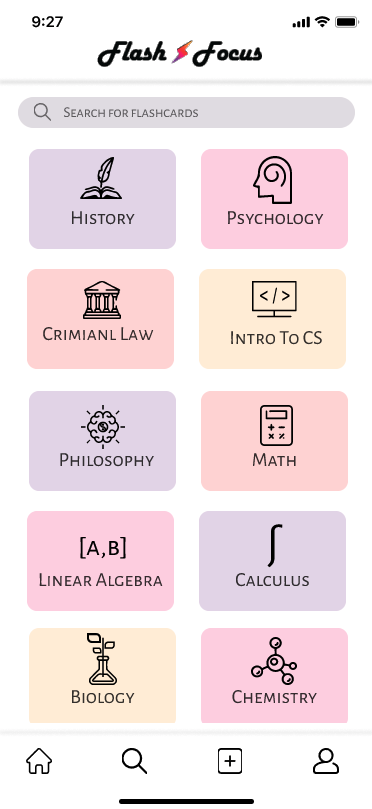 9:27
Flash Focus
Search for flashcards
History
Psychology
Crimianl Law
</>
Intro To CS
Philosophy
Math
[A,B]
Linear Algebra
∫
Calculus
Biology
Chemistry